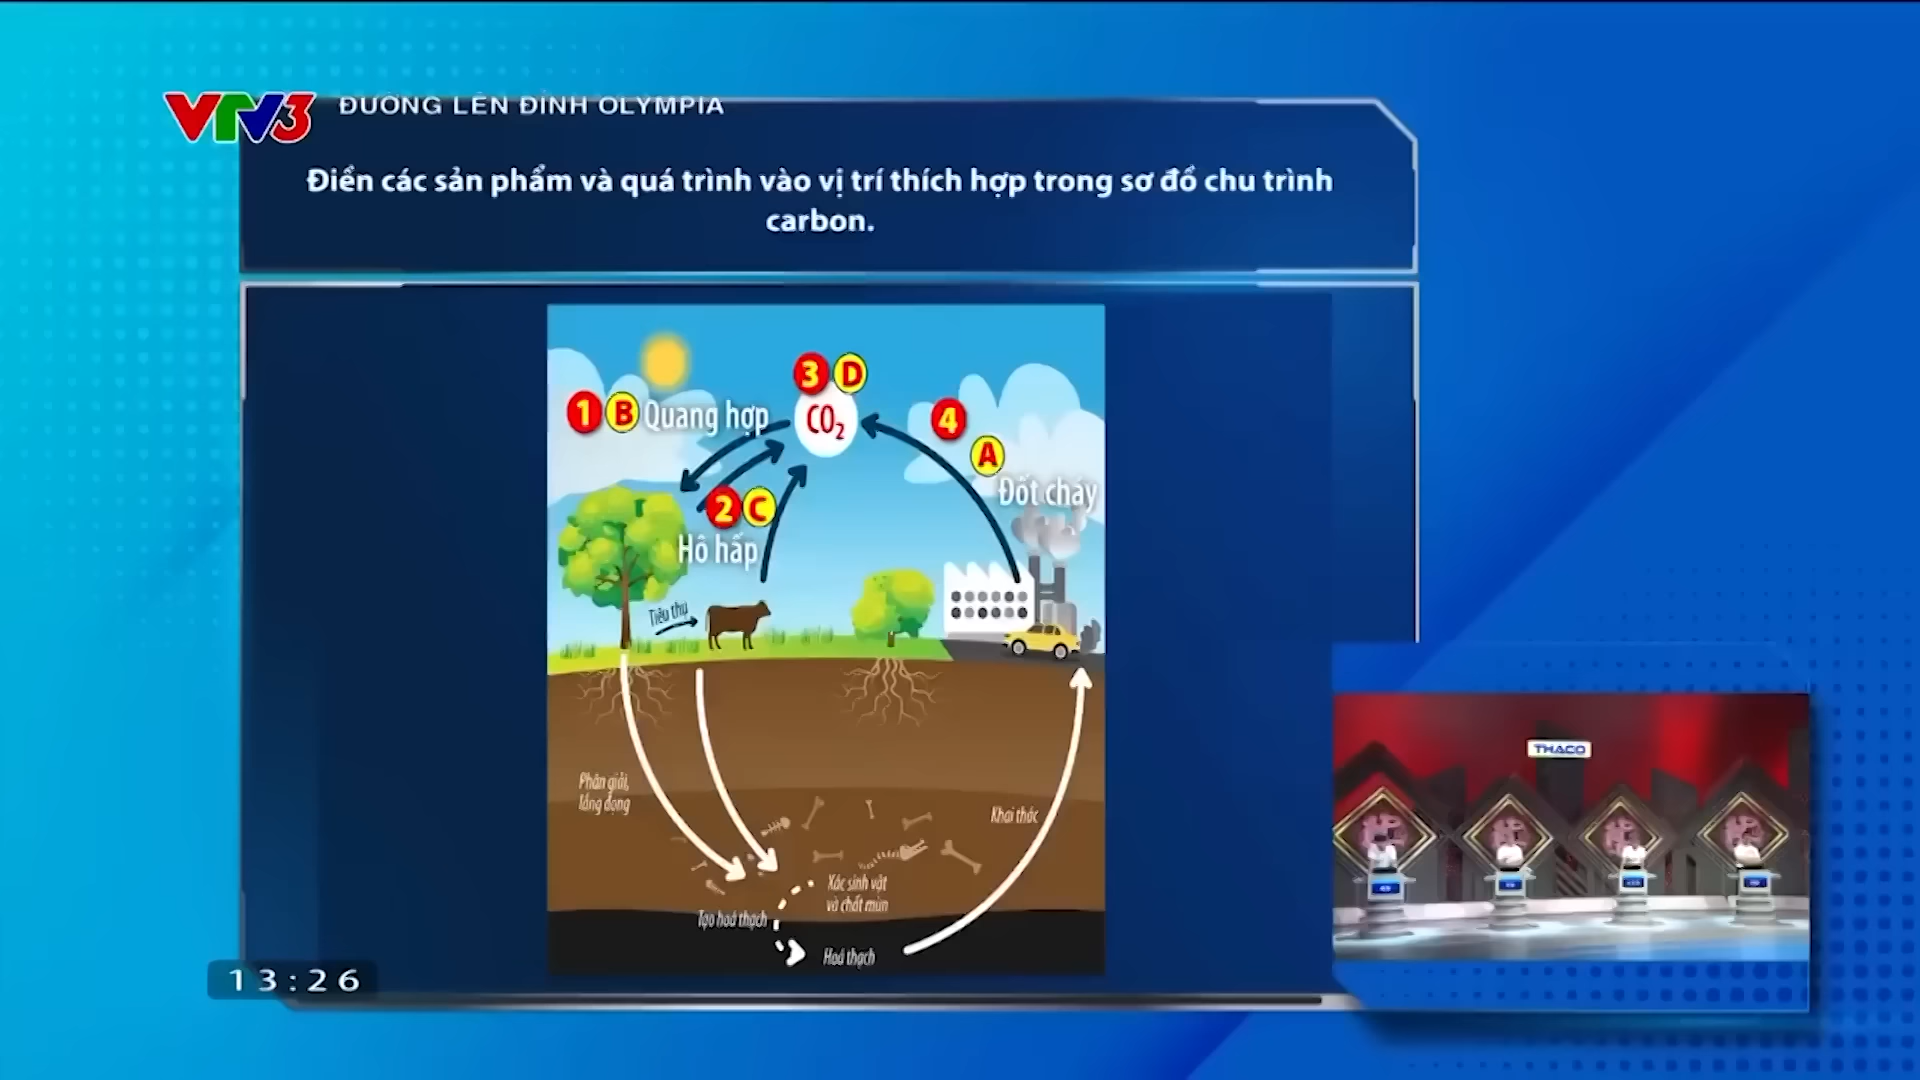 VTV3
ĐƯỜNG LÊN ĐỈNH OLYMPIA
Điền các sản phẩm và quá trình vào vị trí thích hợp trong sơ đồ chu trình
carbon.
3 D
1 B Quang hợp
CO₂
4
A
Đốt cháy
2 C
Hô hấp
Tiêu thụ
THACO
Phân giải,
lắng đọng
Khai thác
Xác sinh vật
và chất mùn
Tạo hoá thạch
Hoá thạch
13:26